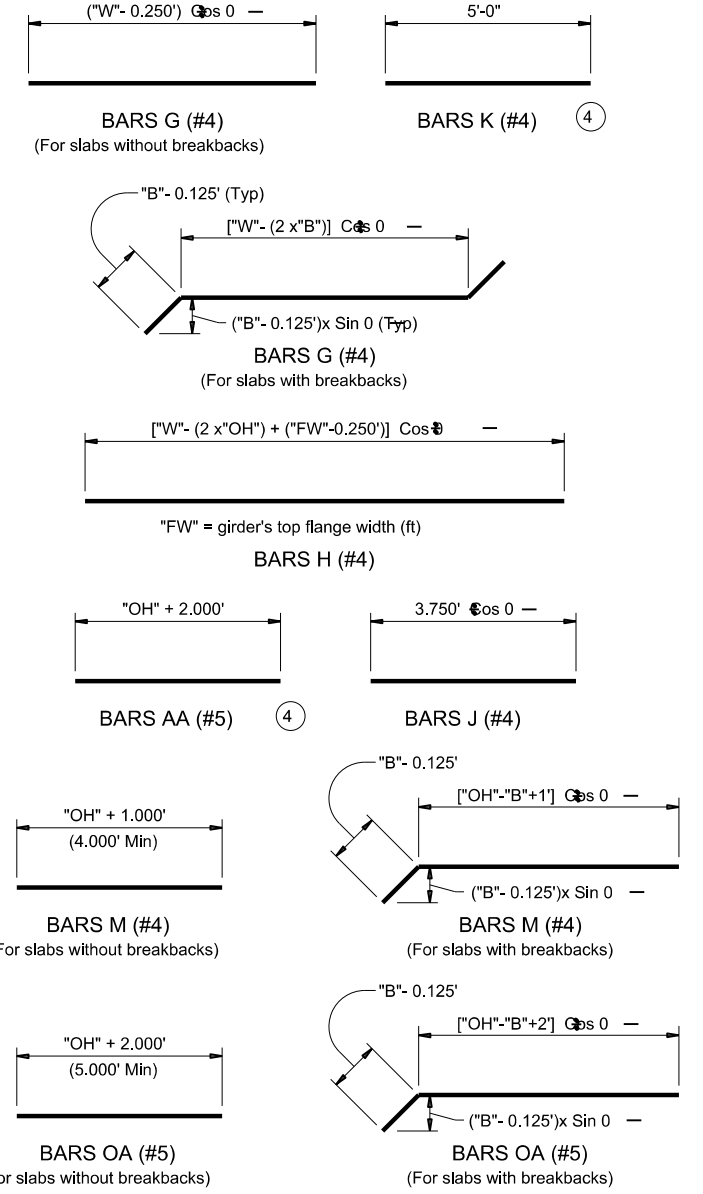 ("W"- 0.250') Cos 0 —
5'-0"
BARS G (#4)
(For slabs without breakbacks)
BARS K (#4)
4
"B"- 0.125' (Typ)
["W"- (2 x"B")] Cos 0 —
("B"- 0.125')x Sin 0 (Typ)
BARS G (#4)
(For slabs with breakbacks)
["W"- (2 x"OH") + ("FW"-0.250')] Cos 0 —
"FW" = girder's top flange width (ft)
BARS H (#4)
"OH" + 2.000'
3.750' Cos 0 —
BARS AA (#5)
4
BARS J (#4)
"B"- 0.125'
"OH" + 1.000'
(4.000' Min)
["OH"-"B"+1'] Cos 0 —
("B"- 0.125')x Sin 0 —
BARS M (#4)
For slabs without breakbacks)
BARS M (#4)
(For slabs with breakbacks)
"B"- 0.125'
"OH" + 2.000'
(5.000' Min)
["OH"-"B"+2'] Cos 0 —
("B"- 0.125')x Sin 0 —
BARS OA (#5)
or slabs without breakbacks)
BARS OA (#5)
(For slabs with breakbacks)